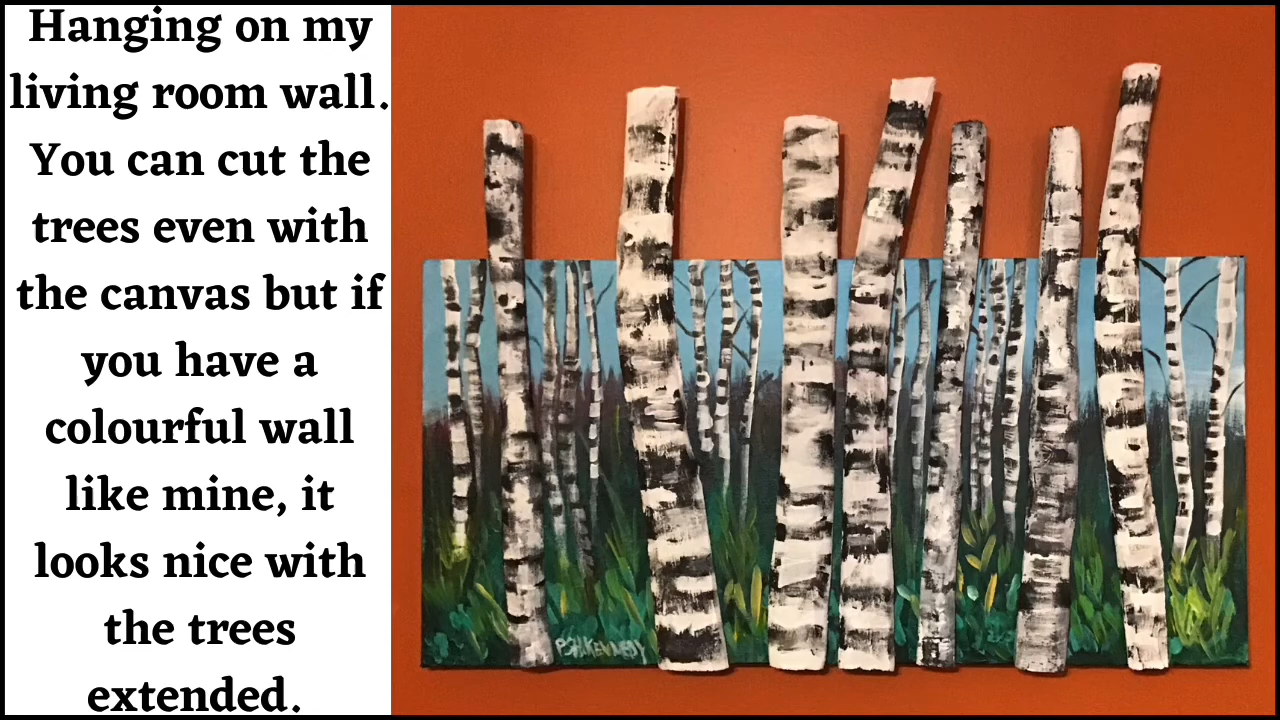 Hanging on my
living room wall.
You can cut the
trees even with
the canvas but if
you have a
colourful wall
like mine, it
looks nice with
the trees
extended.
P.S.H.KENNEDY